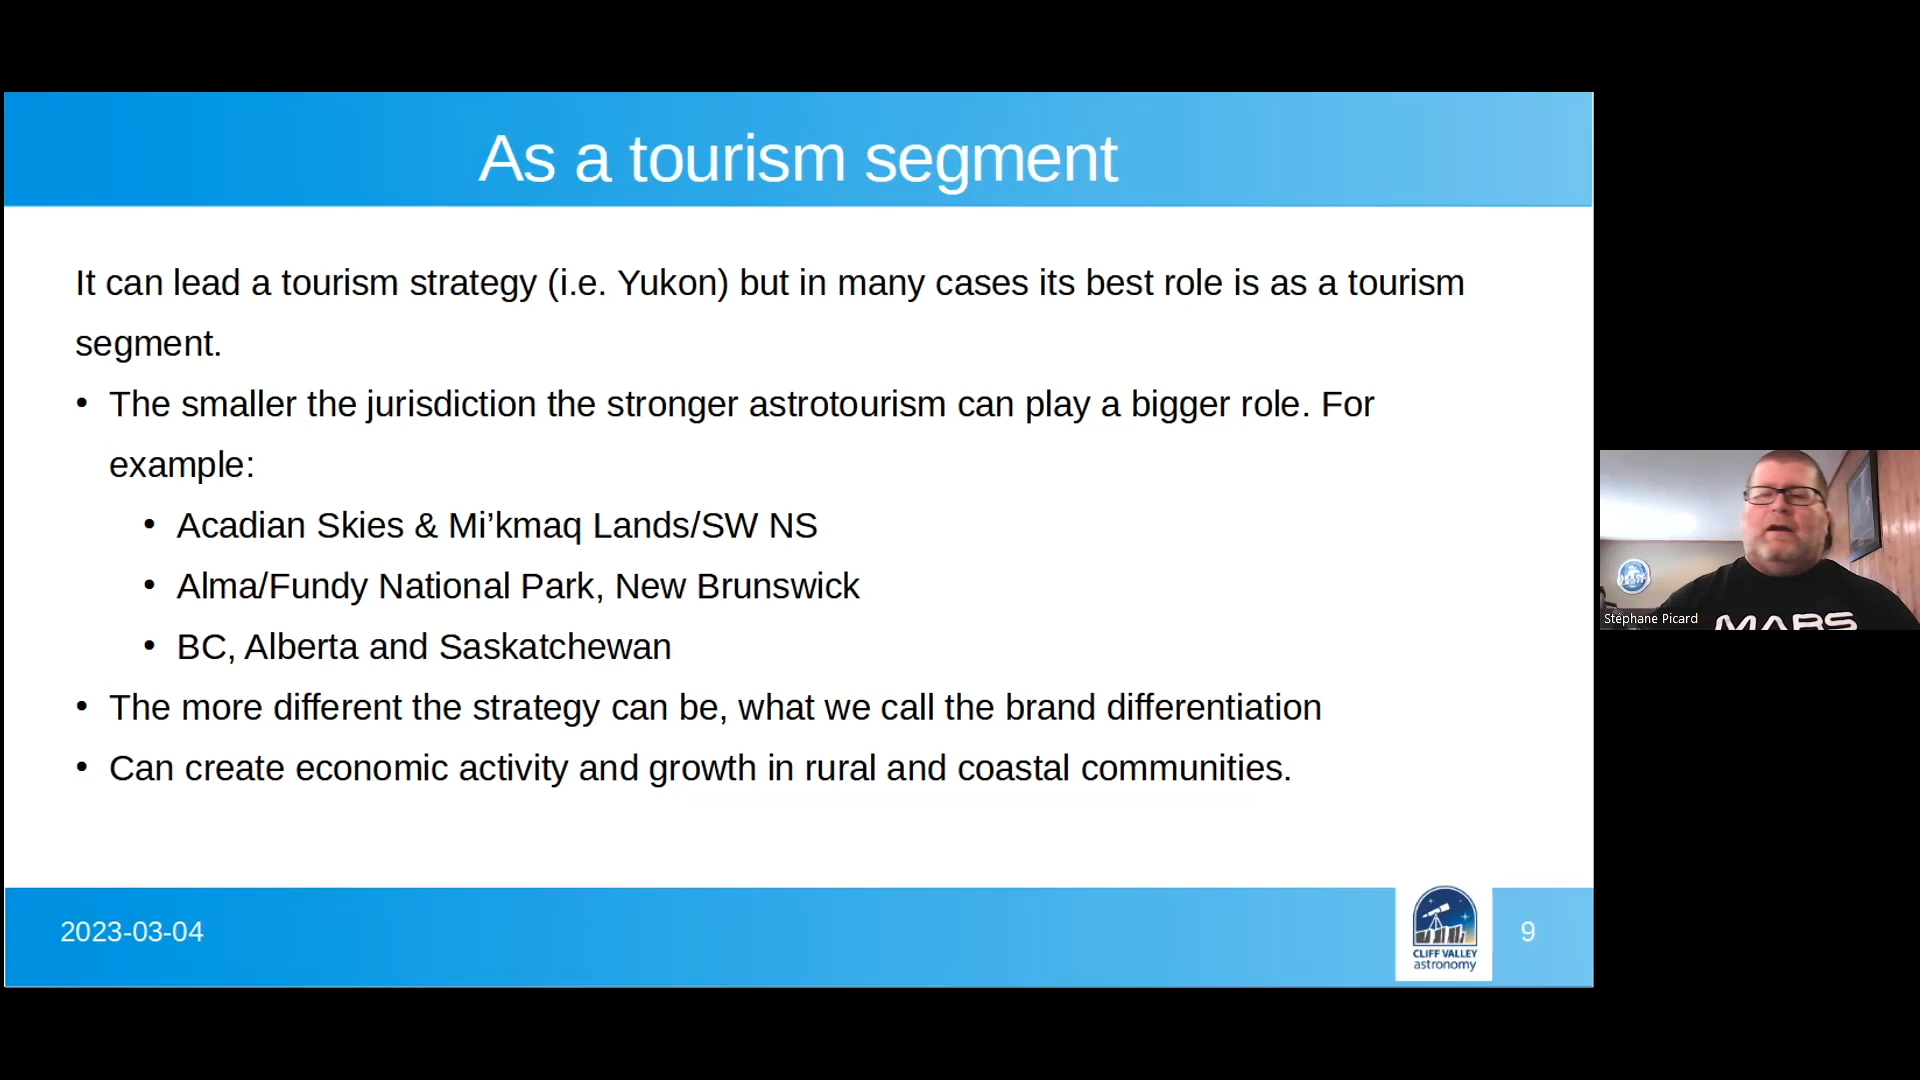 As a tourism segment
It can lead a tourism strategy (i.e. Yukon) but in many cases its best role is as a tourism
segment.
• The smaller the jurisdiction the stronger astrotourism can play a bigger role. For
example:
• Acadian Skies & Mi’kmaq Lands/SW NS
• Alma/Fundy National Park, New Brunswick
• BC, Alberta and Saskatchewan
• The more different the strategy can be, what we call the brand differentiation
• Can create economic activity and growth in rural and coastal communities.
2023-03-04
CLIFF VALLEY
astronomy
9
Stéphane Picard
MARS